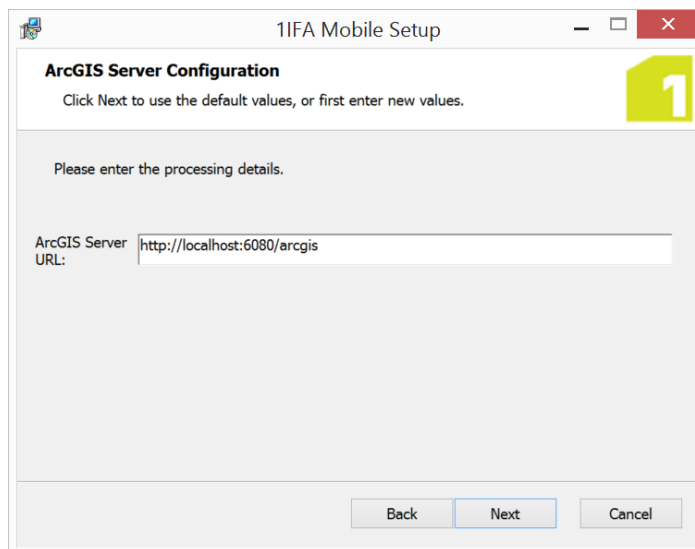 1IFA Mobile Setup
ArcGIS Server Configuration
Click Next to use the default values, or first enter new values.
1
Please enter the processing details.
ArcGIS Server
URL:
http://localhost:6080/arcgis
Back
Next
Cancel